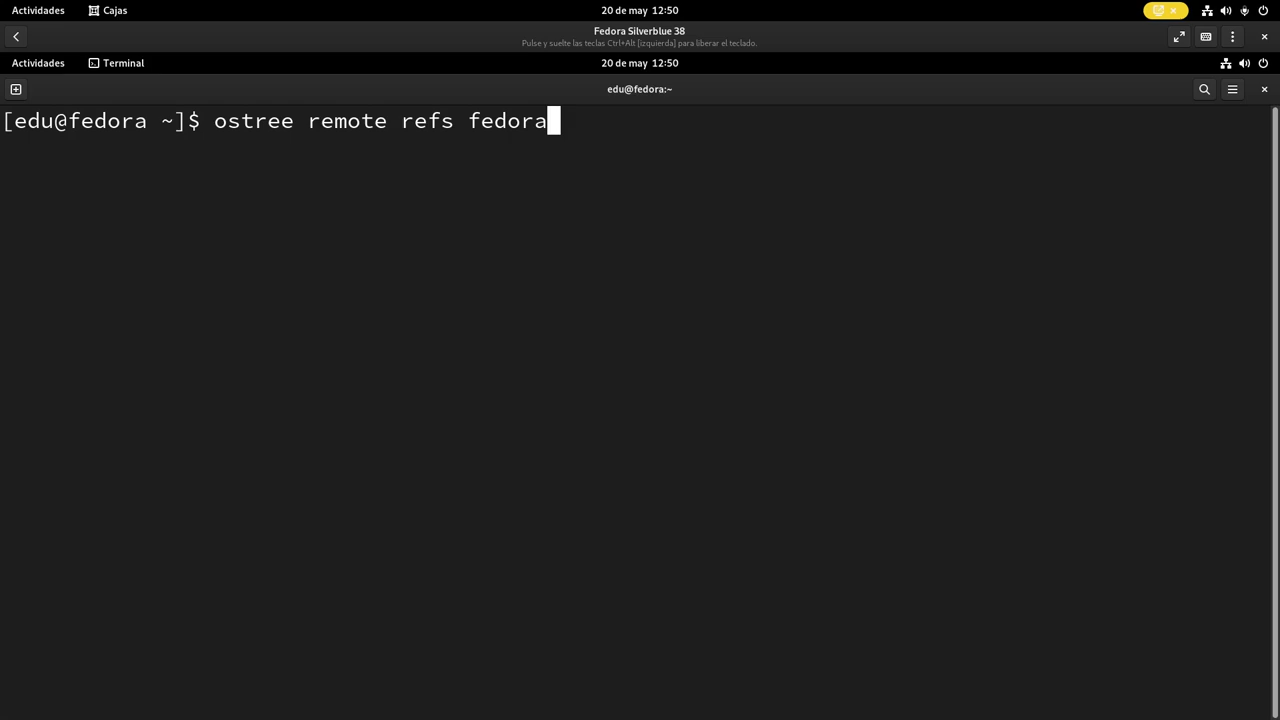 Actividades Cajas 20 de may 12:50
Fedora Silverblue 38
Pulse y suelte las teclas Ctrl+Alt [izquierda] para liberar el teclado.
Actividades Terminal 20 de may 12:50
edu@fedora:~
[edu@fedora ~]$ ostree remote refs fedora